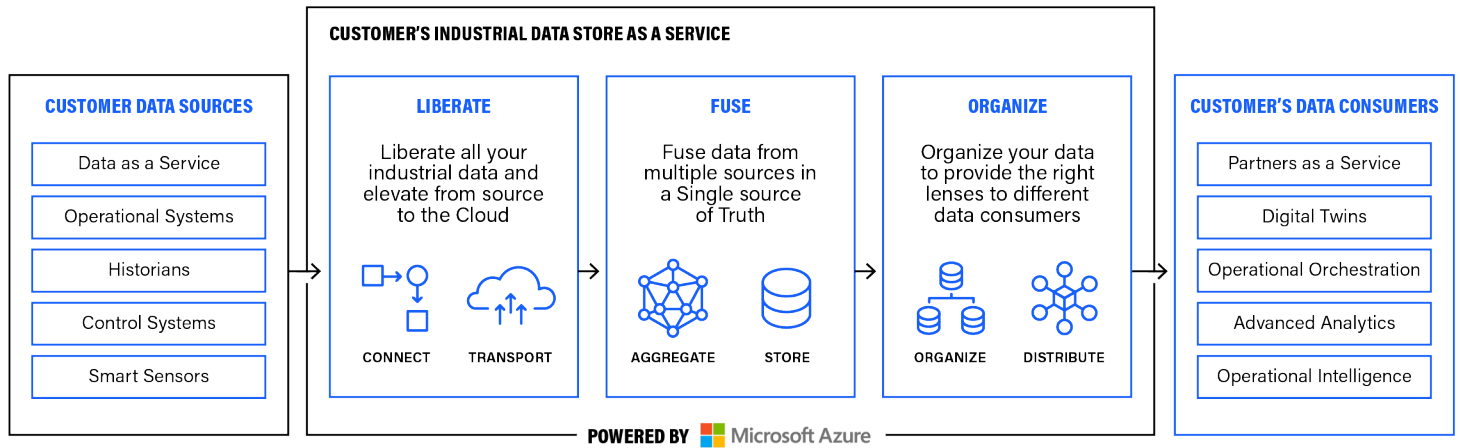 CUSTOMER'S INDUSTRIAL DATA STORE AS A SERVICE
CUSTOMER DATA SOURCES
Data as a Service
Operational Systems
Historians
Control Systems
Smart Sensors
LIBERATE
Liberate all your
industrial data and
elevate from source
to the Cloud
CONNECT
TRANSPORT
FUSE
Fuse data from
multiple sources in
a Single source
of Truth
AGGREGATE
STORE
ORGANIZE
Organize your data
to provide the right
lenses to different
data consumers
ORGANIZE
DISTRIBUTE
CUSTOMER'S DATA CONSUMERS
Partners as a Service
Digital Twins
Operational Orchestration
Advanced Analytics
Operational Intelligence
POWERED BY Microsoft Azure